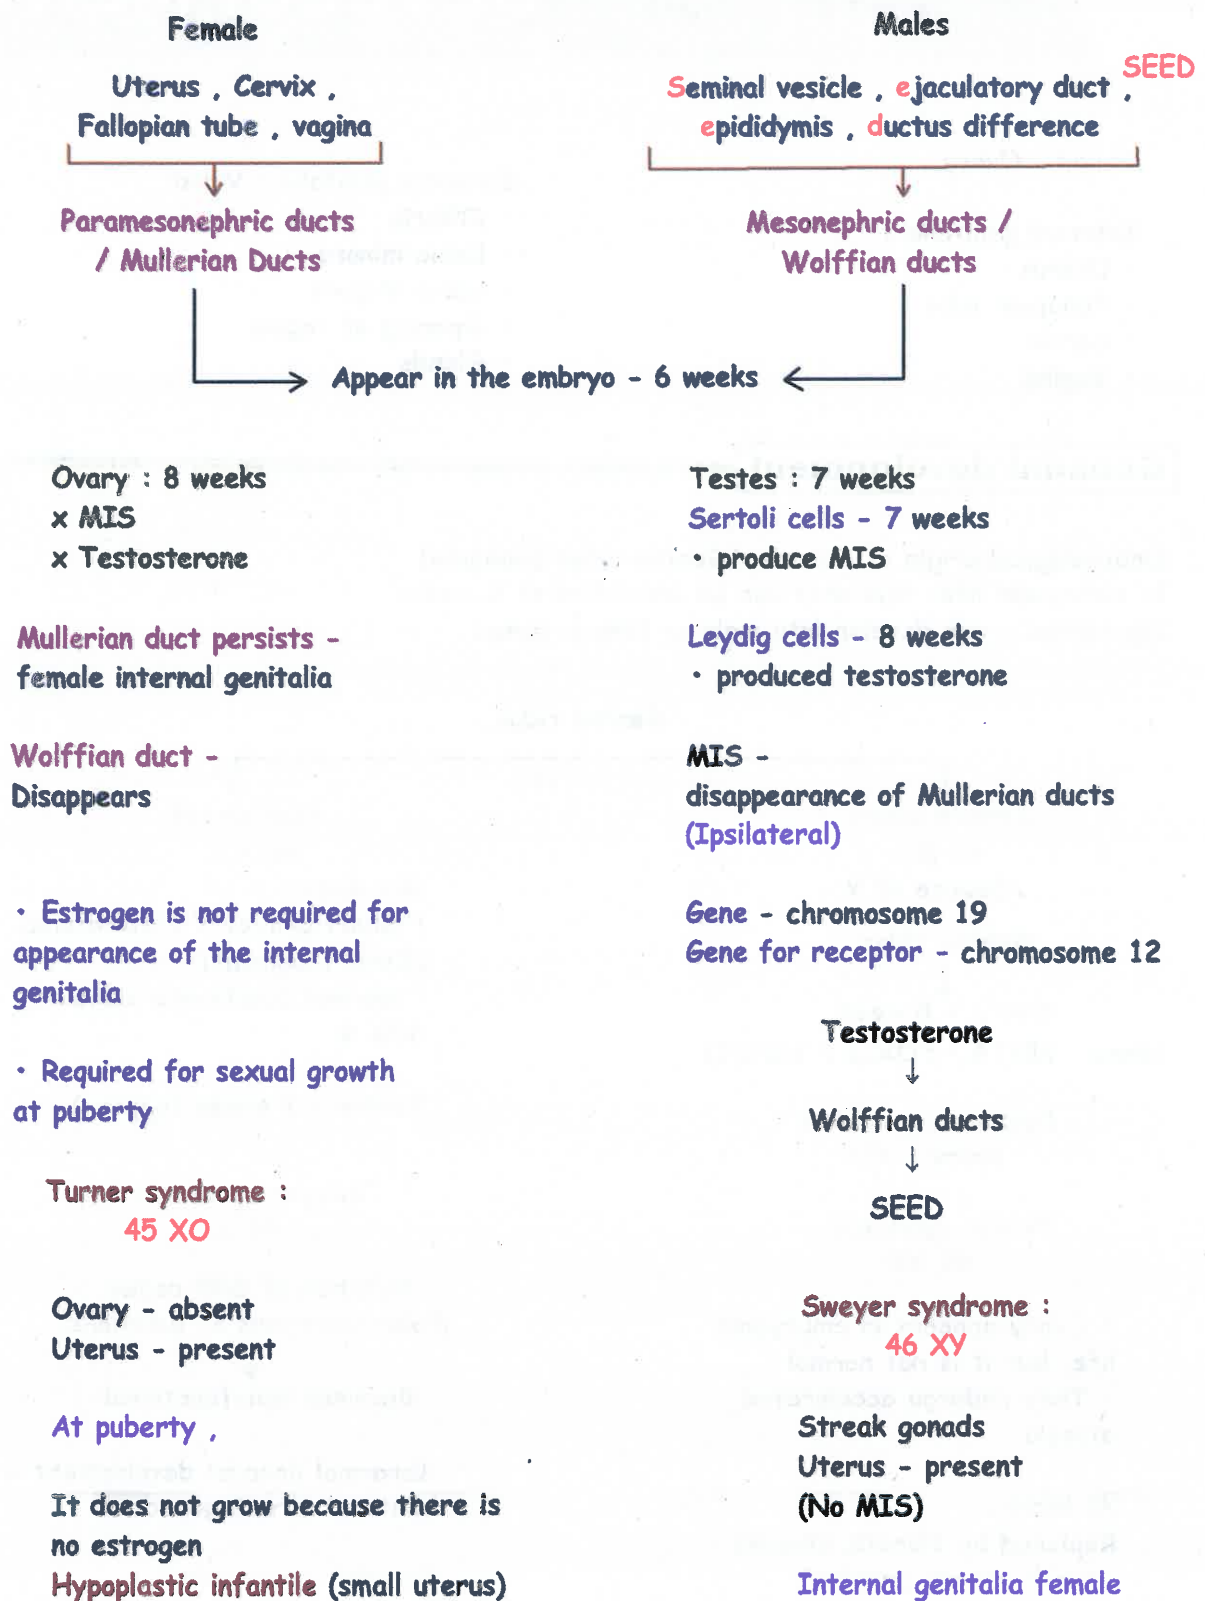 Female
Uterus , Cervix ,
Fallopian tube , vagina
Paramesonephric ducts
/ Mullerian Ducts
Males
SEED
Seminal vesicle , ejaculatory duct ,
epididymis , ductus difference
Mesonephric ducts /
Wolffian ducts
Appear in the embryo - 6 weeks
Ovary : 8 weeks
x MIS
x Testosterone
Mullerian duct persists -
female internal genitalia
Wolffian duct -
Disappears
• Estrogen is not required for
appearance of the internal
genitalia
• Required for sexual growth
at puberty
Turner syndrome :
45 XO
Ovary - absent
Uterus - present
At puberty ,
It does not grow because there is
no estrogen
Hypoplastic infantile (small uterus)
Testes : 7 weeks
Sertoli cells - 7 weeks
• produce MIS
Leydig cells - 8 weeks
• produced testosterone
MIS -
disappearance of Mullerian ducts
(Ipsilateral)
Gene - chromosome 19
Gene for receptor - chromosome 12
Testosterone
↓
Wolffian ducts
↓
SEED
Sweyer syndrome :
46 XY
Streak gonads
Uterus - present
(No MIS)
Internal genitalia female